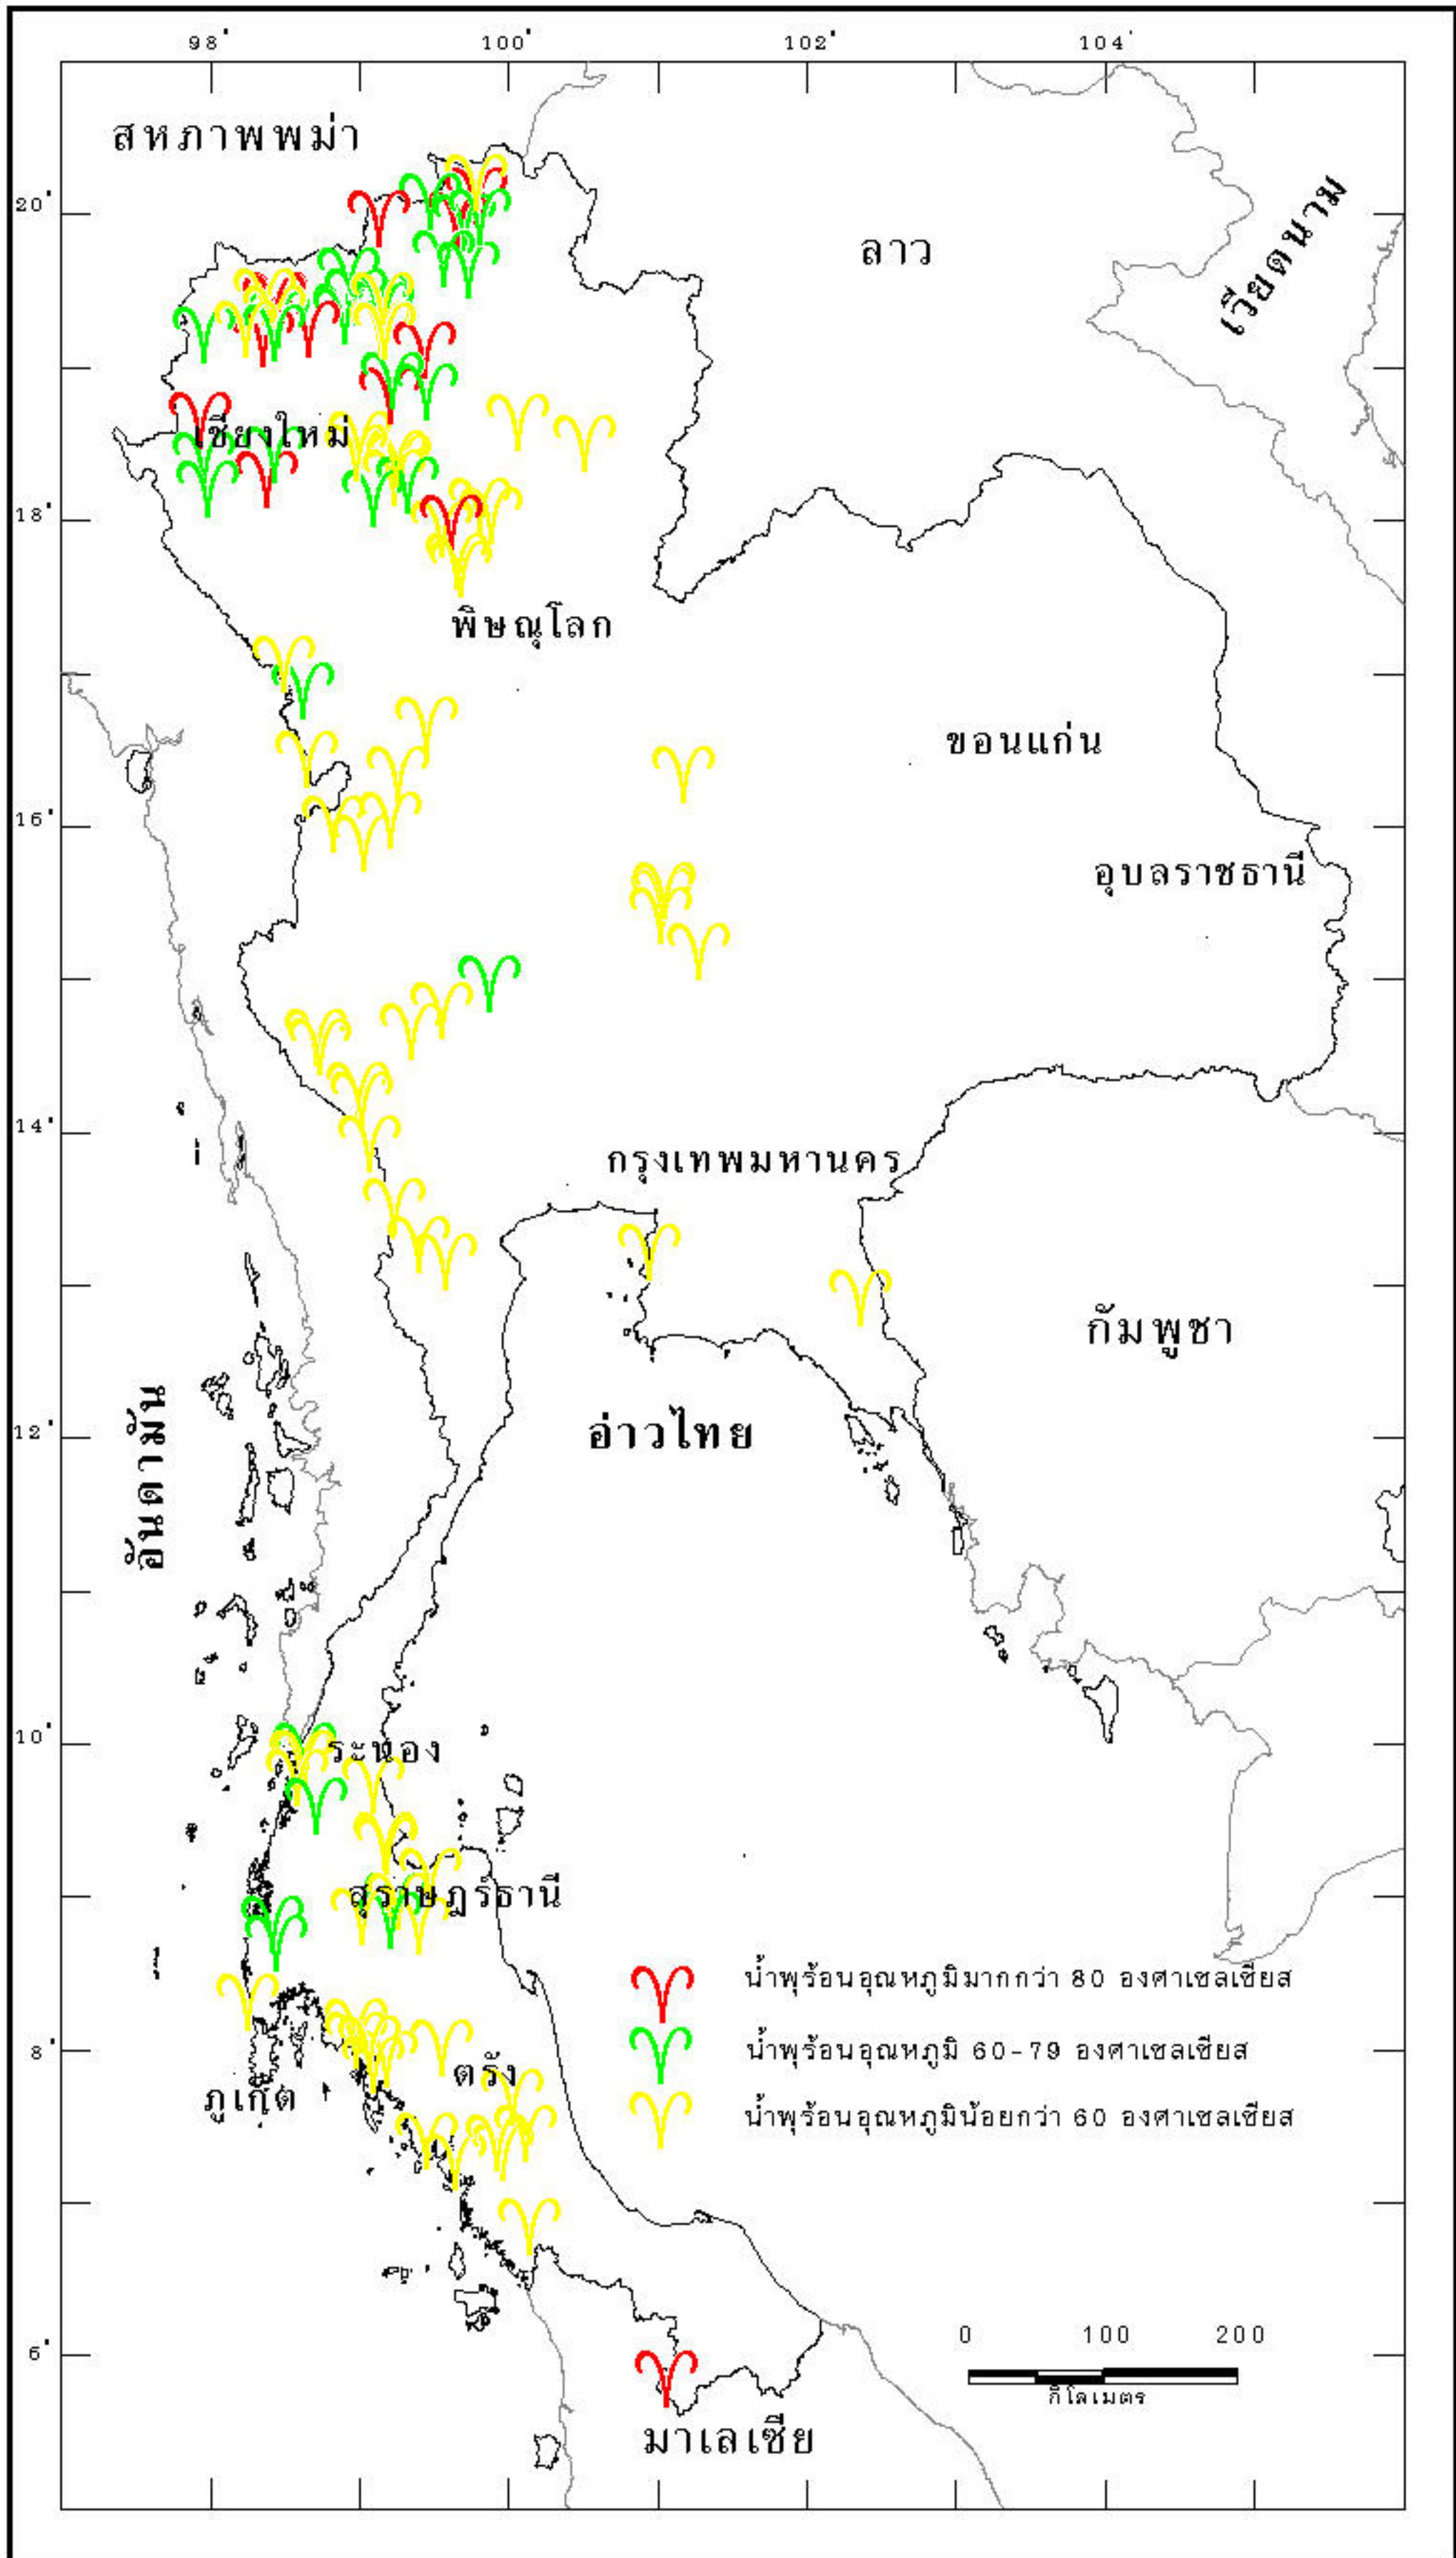 98' 100' 102' 104'
สหภาพพม่า
20'
ลาว
เวียดนาม
เชียงใหม่
18'
พิษณุโลก
ขอนแก่น
16'
อุบลราชธานี
14'
กรุงเทพมหานคร
กัมพูชา
12'
อ่าวไทย
อันดามัน
10'
ระนอง
สุราษฎร์ธานี
น้ำพุร้อนอุณหภูมิมากกว่า 80 องศาเซลเซียส
8'
น้ำพุร้อนอุณหภูมิ 60-79 องศาเซลเซียส
ตรัง
ภูเก็ต
น้ำพุร้อนอุณหภูมิน้อยกว่า 60 องศาเซลเซียส
6'
0 100 200
กิโลเมตร
มาเลเซีย